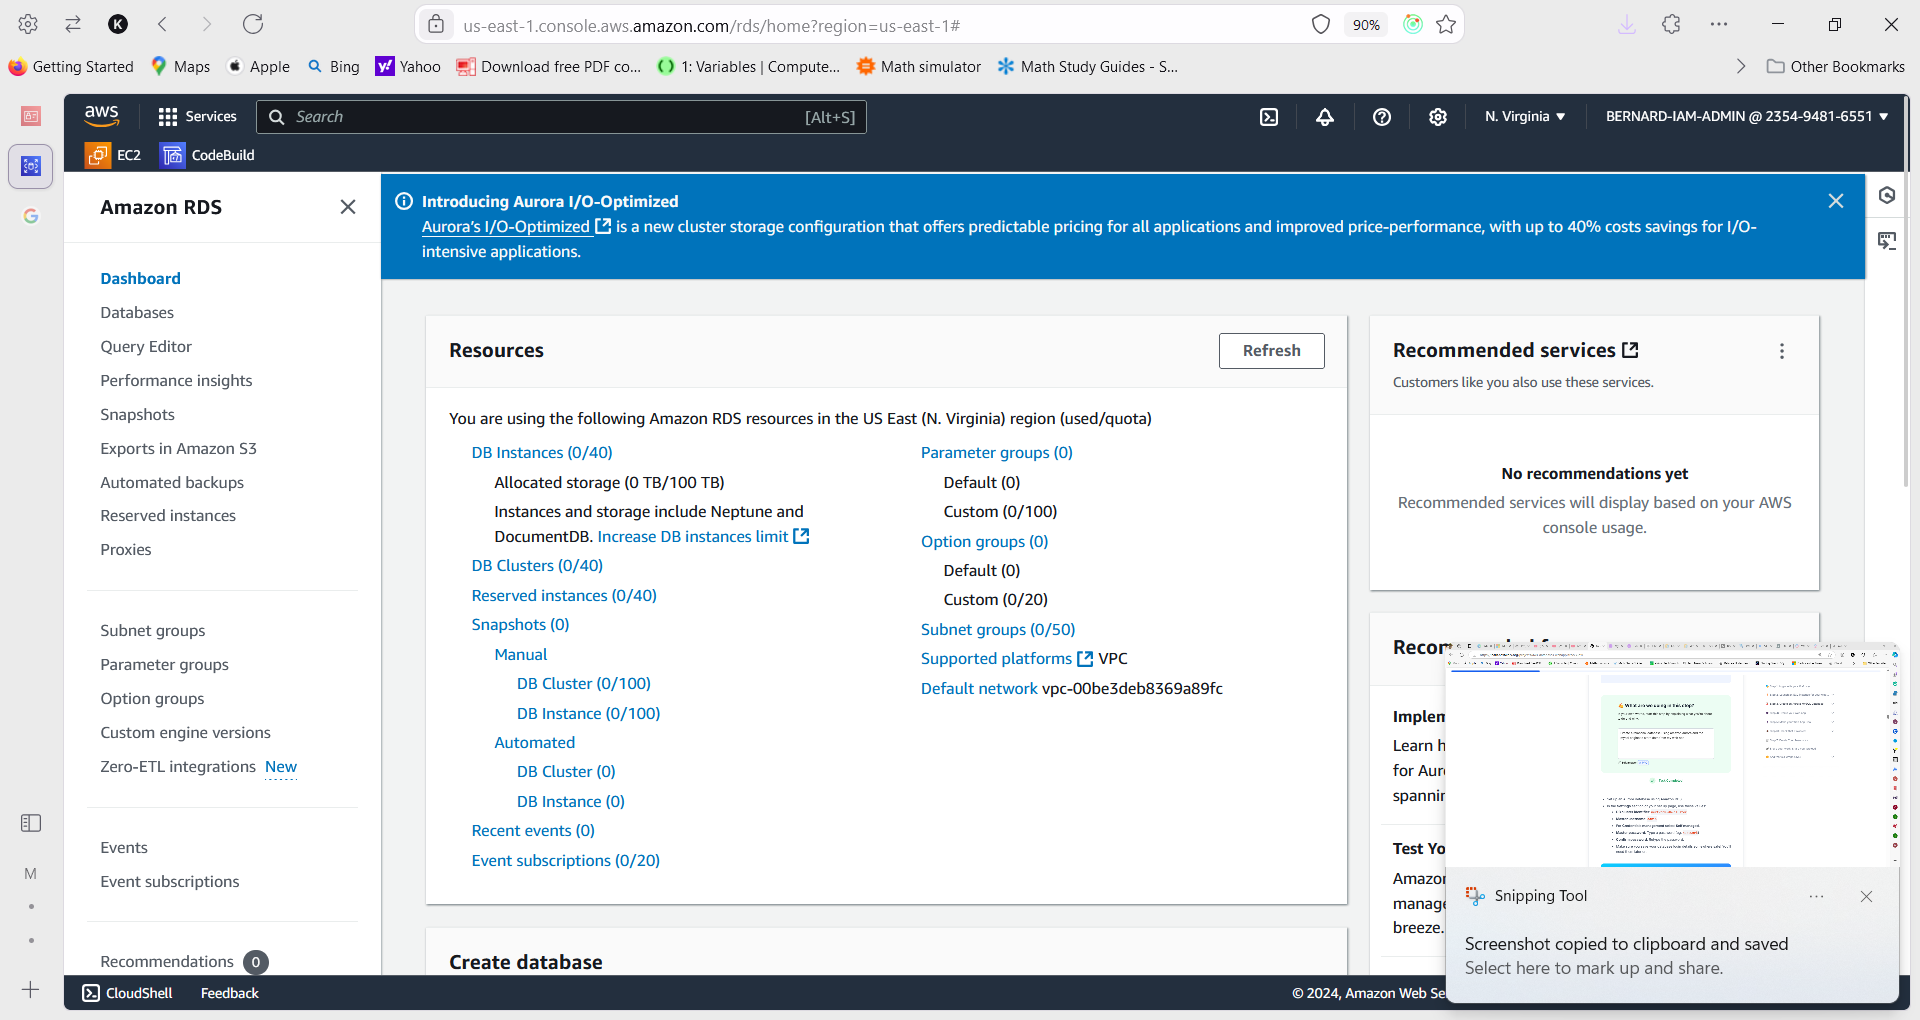 K
us-east-1.console.aws.amazon.com/rds/home?region=us-east-1#
90%
Getting Started
Maps
Apple
Bing
Yahoo
Download free PDF co...
1: Variables | Compute...
Math simulator
Math Study Guides - S...
Other Bookmarks
aws
Services
Search
[Alt+S]
N. Virginia
BERNARD-IAM-ADMIN @ 2354-9481-6551
EC2
CodeBuild
Amazon RDS
Dashboard
Databases
Query Editor
Performance insights
Snapshots
Exports in Amazon S3
Automated backups
Reserved instances
Proxies
Subnet groups
Parameter groups
Option groups
Custom engine versions
Zero-ETL integrations New
Events
Event subscriptions
Recommendations 0
M
Introducing Aurora I/O-Optimized
Aurora's I/O-Optimized is a new cluster storage configuration that offers predictable pricing for all applications and improved price-performance, with up to 40% costs savings for I/O-
intensive applications.
Resources
Refresh
You are using the following Amazon RDS resources in the US East (N. Virginia) region (used/quota)
DB Instances (0/40)
Allocated storage (0 TB/100 TB)
Instances and storage include Neptune and
DocumentDB. Increase DB instances limit
DB Clusters (0/40)
Reserved instances (0/40)
Snapshots (0)
Manual
DB Cluster (0/100)
DB Instance (0/100)
Automated
DB Cluster (0)
DB Instance (0)
Recent events (0)
Event subscriptions (0/20)
Parameter groups (0)
Default (0)
Custom (0/100)
Option groups (0)
Default (0)
Custom (0/20)
Subnet groups (0/50)
Supported platforms VPC
Default network vpc-00be3deb8369a89fc
Create database
Recommended services
Customers like you also use these services.
No recommendations yet
Recommended services will display based on your AWS
console usage.
Implem
Learn h
for Aur
spannin
Test Yo
Amazon
manage
breeze.
What are we doing in this step?
Snipping Tool
Screenshot copied to clipboard and saved
Select here to mark up and share.
CloudShell
Feedback
© 2024, Amazon Web Se